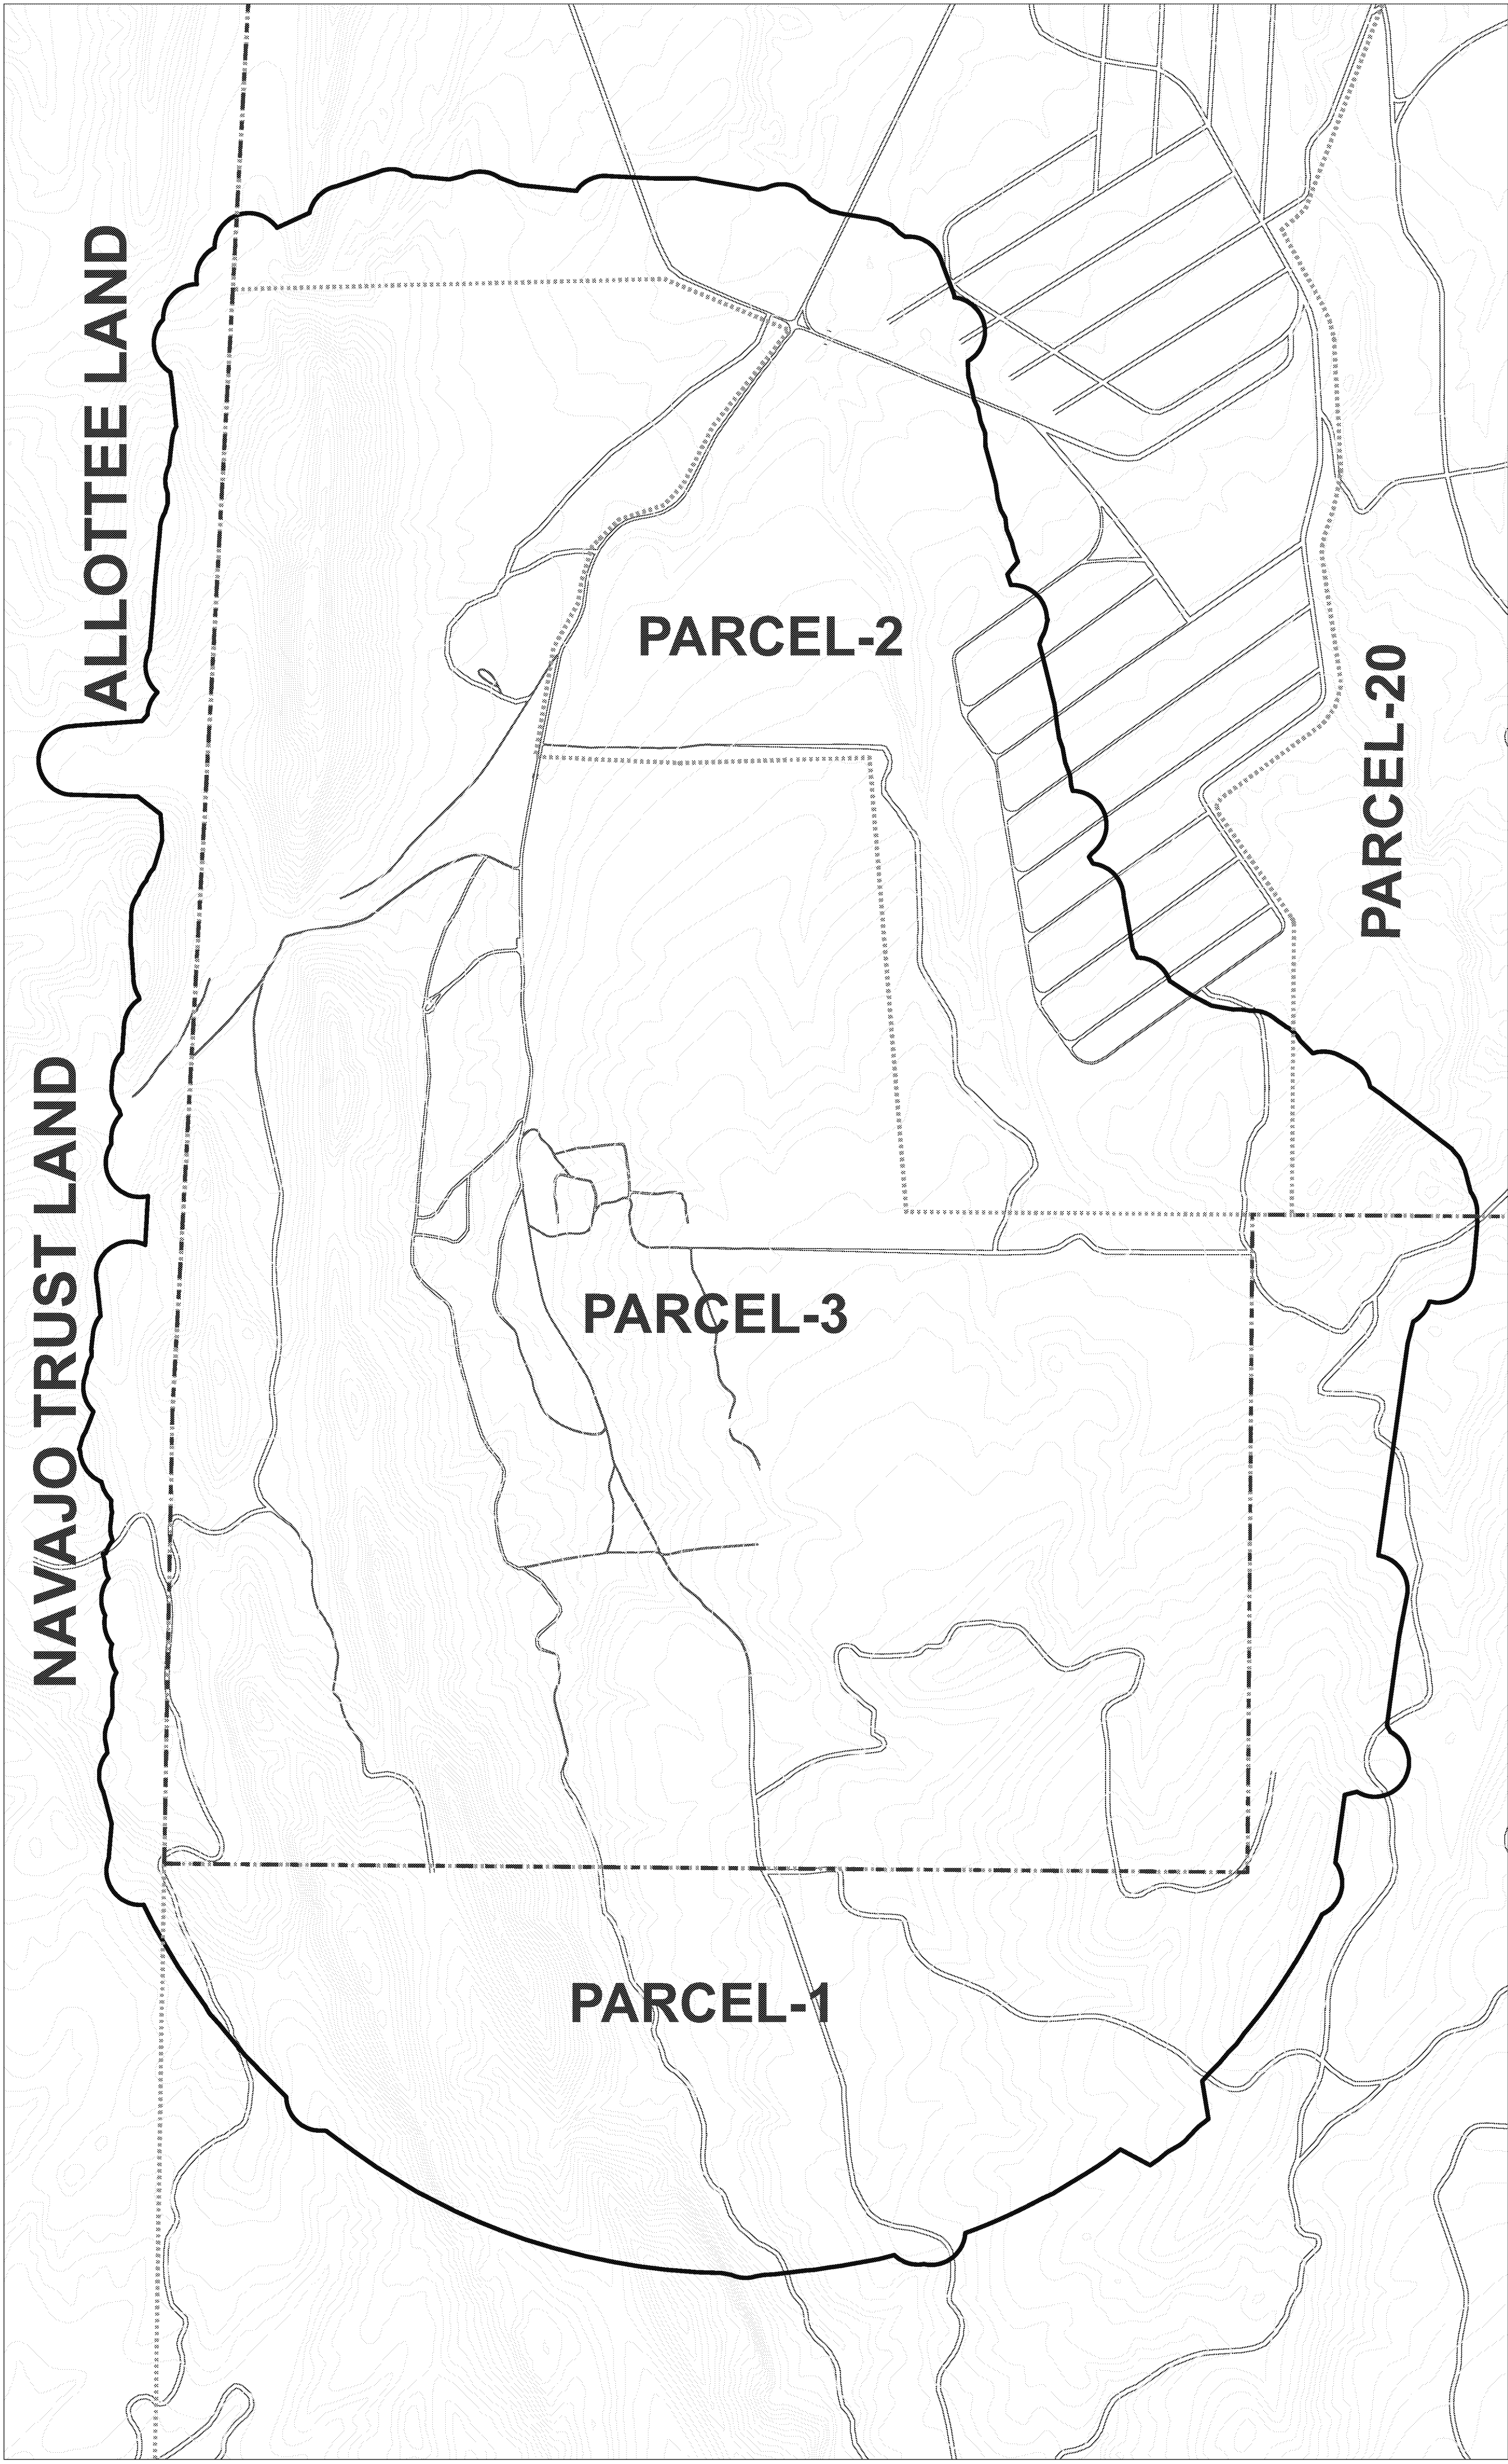 ALLOTTEE LAND
PARCEL-2
PARCEL-20
NAVAJO TRUST LAND
PARCEL-3
PARCEL-1